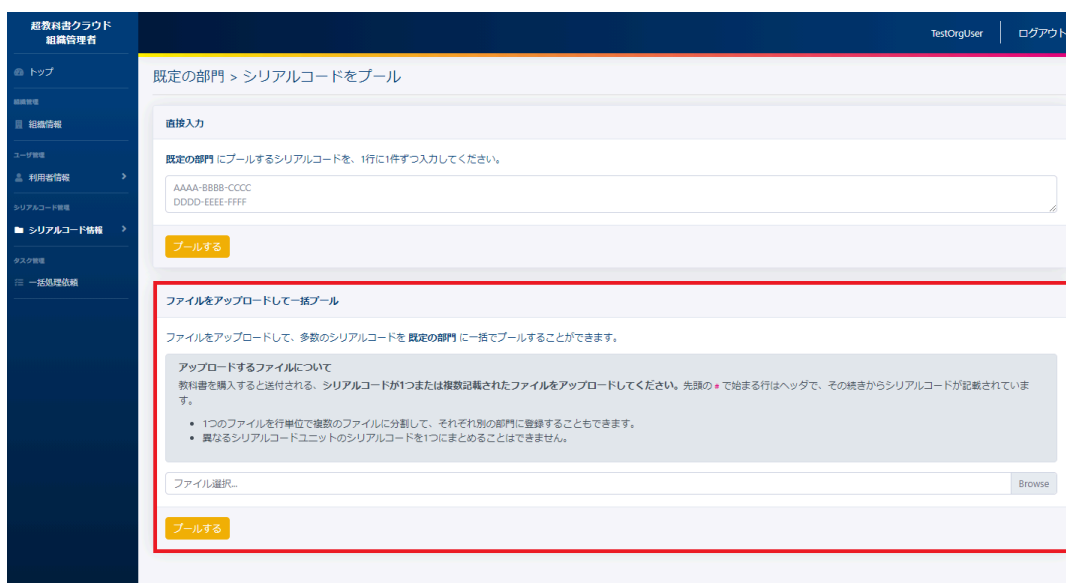 超教科書クラウド
組織管理者
TestOrgUser
ログアウト
トップ
組織管理
組織情報
ユーザ管理
利用者情報
シリアルコード管理
シリアルコード情報
タスク管理
一括処理依頼
既定の部門 > シリアルコードをプール
直接入力
既定の部門 にプールするシリアルコードを、1行に1件ずつ入力してください。
AAAA-BBBB-CCCC
DDDD-EEEE-FFFF
プールする
ファイルをアップロードして一括プール
ファイルをアップロードして、多数のシリアルコードを 既定の部門 に一括でプールすることができます。
アップロードするファイルについて
教科書を購入すると送付される、シリアルコードが1つまたは複数記載されたファイルをアップロードしてください。先頭の # で始まる行はヘッダで、その続きからシリアルコードが記載されていま
す。
1つのファイルを行単位で複数のファイルに分割して、それぞれ別の部門に登録することもできます。
異なるシリアルコードユニットのシリアルコードを1つにまとめることはできません。
ファイル選択...
Browse
プールする